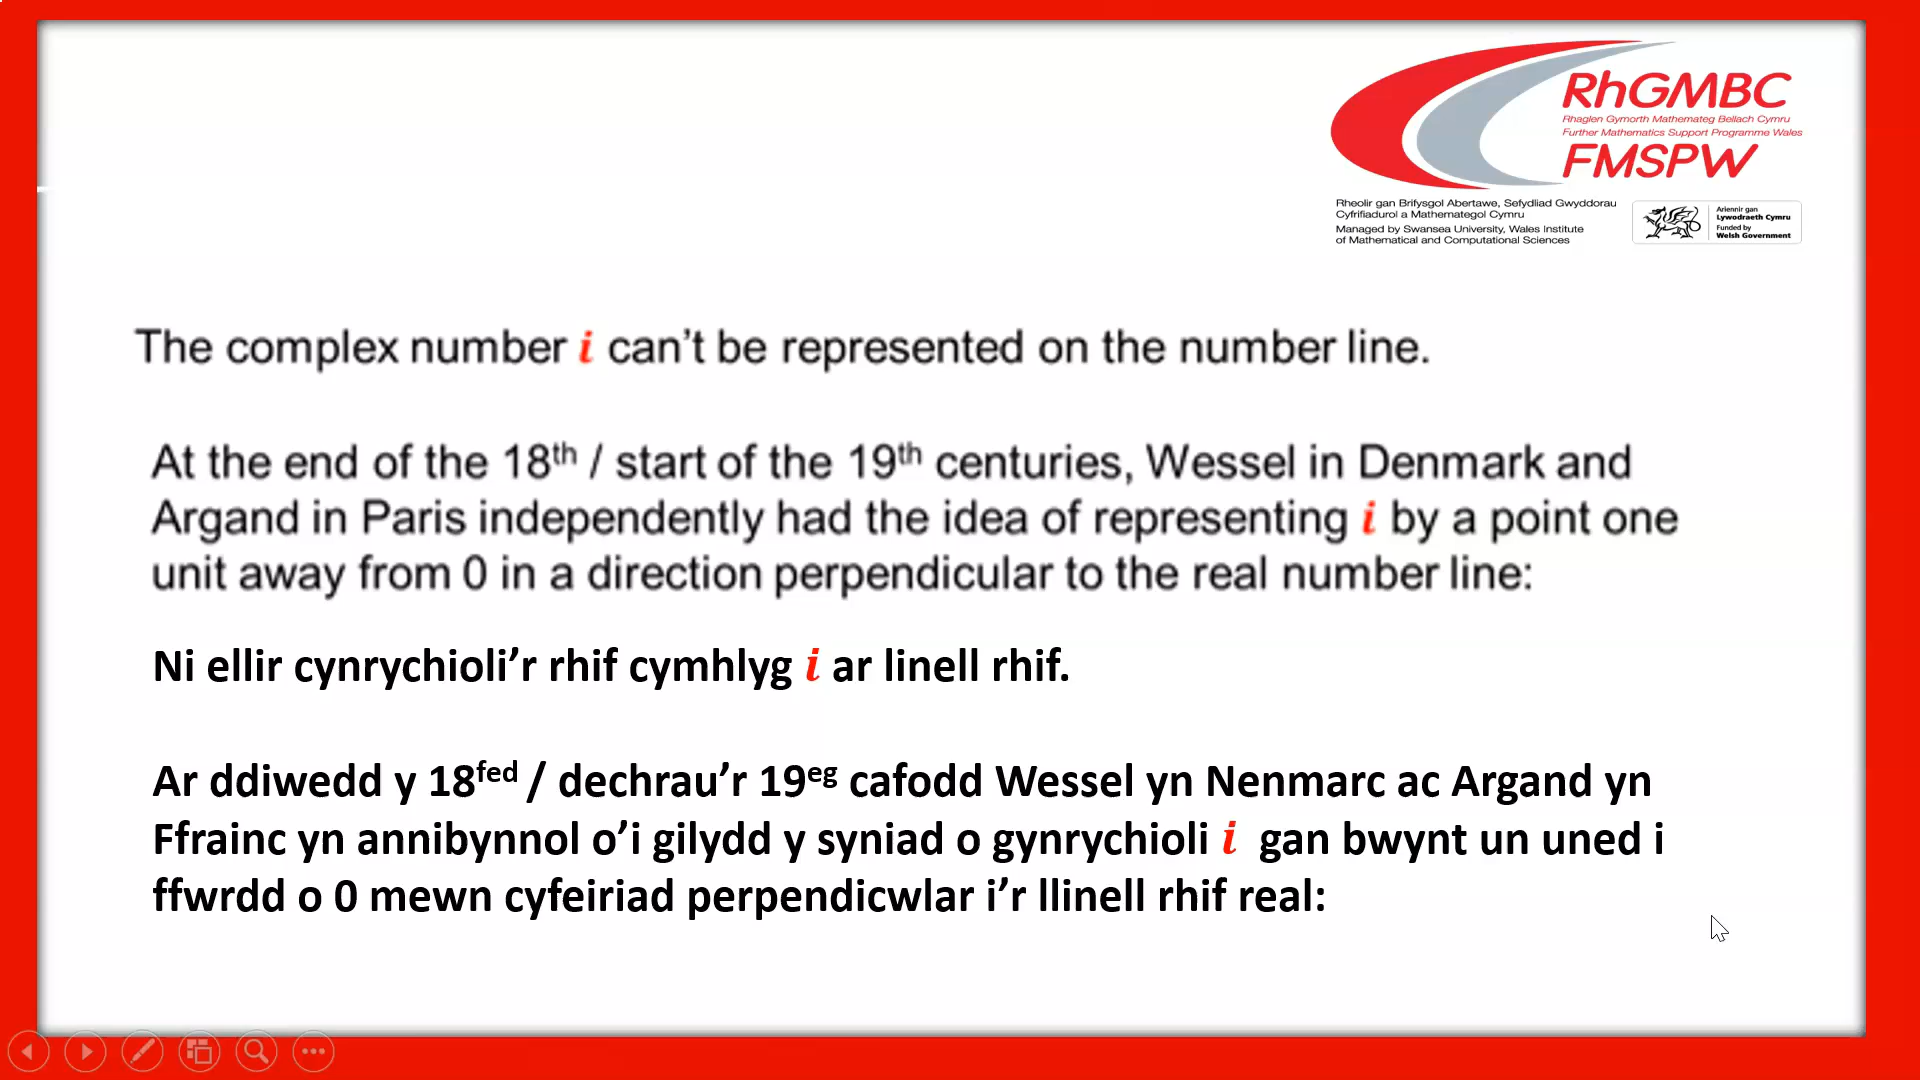 RhGMBC
Rhaglen Gymorth Mathemateg Bellach Cymru
Further Mathematics Support Programme Wales
FMSPW
Rheolir gan Brifysgol Abertawe, Sefydliad Gwyddorau
Cyfrifiadurol a Mathemategol Cymru
Managed by Swansea University, Wales Institute
of Mathematical and Computational Sciences
Ariennir gan
Lywodraeth Cymru
Funded by
Welsh Government
The complex number i can't be represented on the number line.
At the end of the 18th / start of the 19th centuries, Wessel in Denmark and
Argand in Paris independently had the idea of representing i by a point one
unit away from 0 in a direction perpendicular to the real number line:
Ni ellir cynrychioli’r rhif cymhlyg i ar linell rhif.
Ar ddiwedd y 18fed / dechrau’r 19eg cafodd Wessel yn Nenmarc ac Argand yn
Ffrainc yn annibynnol o’i gilydd y syniad o gynrychioli i gan bwynt un uned i
ffwrdd o 0 mewn cyfeiriad perpendicwlar i’r llinell rhif real: